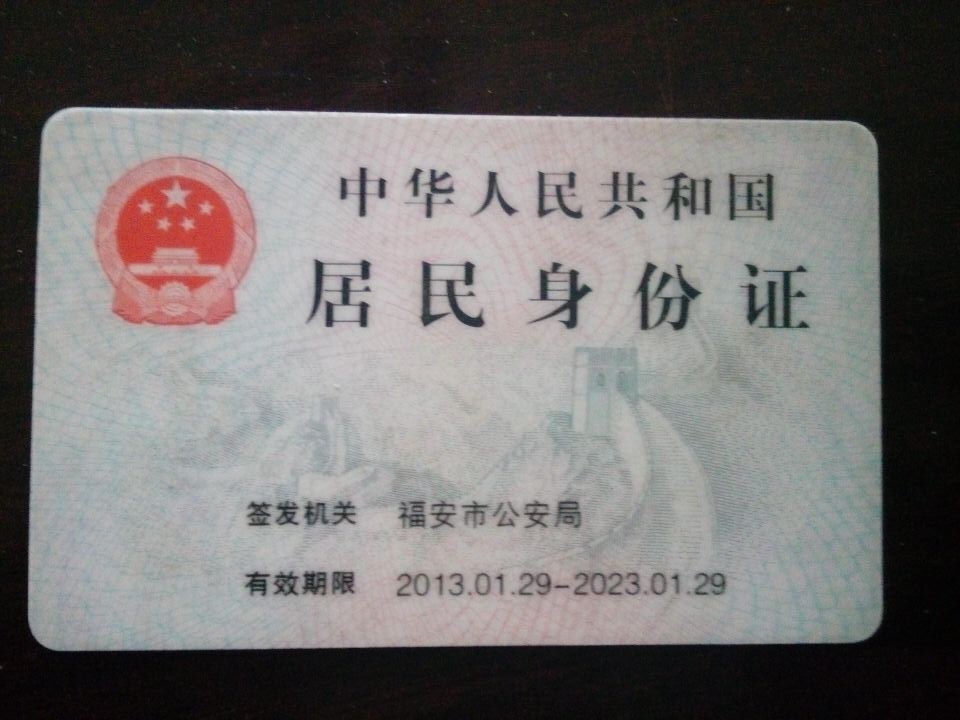 中华人民共和国
居民身份证
签发机关 福安市公安局
有效期限 2013.01.29-2023.01.29